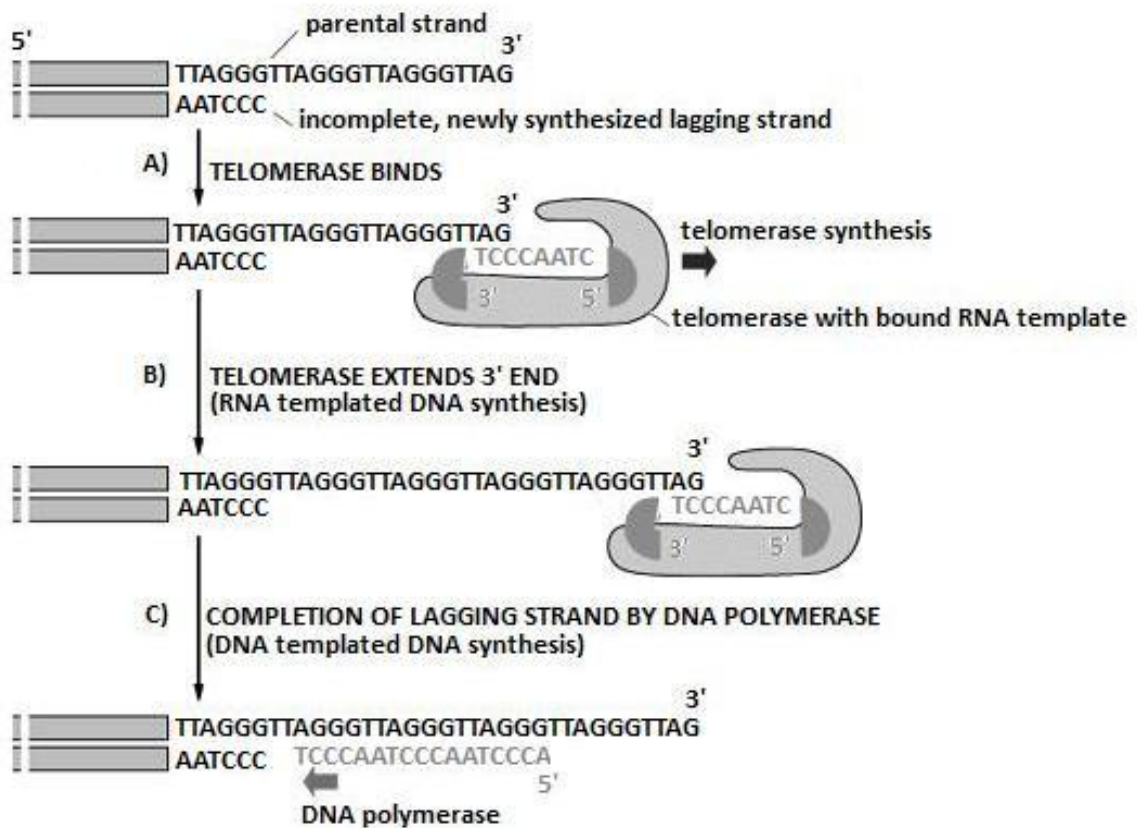 parental strand
5' 3'
TTAGGGTTAGGGTTAGGGTTAG
AATCCC
incomplete, newly synthesized lagging strand
A) TELOMERASE BINDS
3'
TTAGGGTTAGGGTTAGGGTTAG
telomerase synthesis
AATCCC TCCCAATC
3' 5'
telomerase with bound RNA template
B) TELOMERASE EXTENDS 3' END
(RNA templated DNA synthesis)
3'
TTAGGGTTAGGGTTAGGGTTAGGGTTAGGGTTAG
AATCCC TCCCAATC
3' 5'
C) COMPLETION OF LAGGING STRAND BY DNA POLYMERASE
(DNA templated DNA synthesis)
3'
TTAGGGTTAGGGTTAGGGTTAGGGTTAGGGTTAG
AATCCC TCCCAATCCCAATCCCA
5'
DNA polymerase